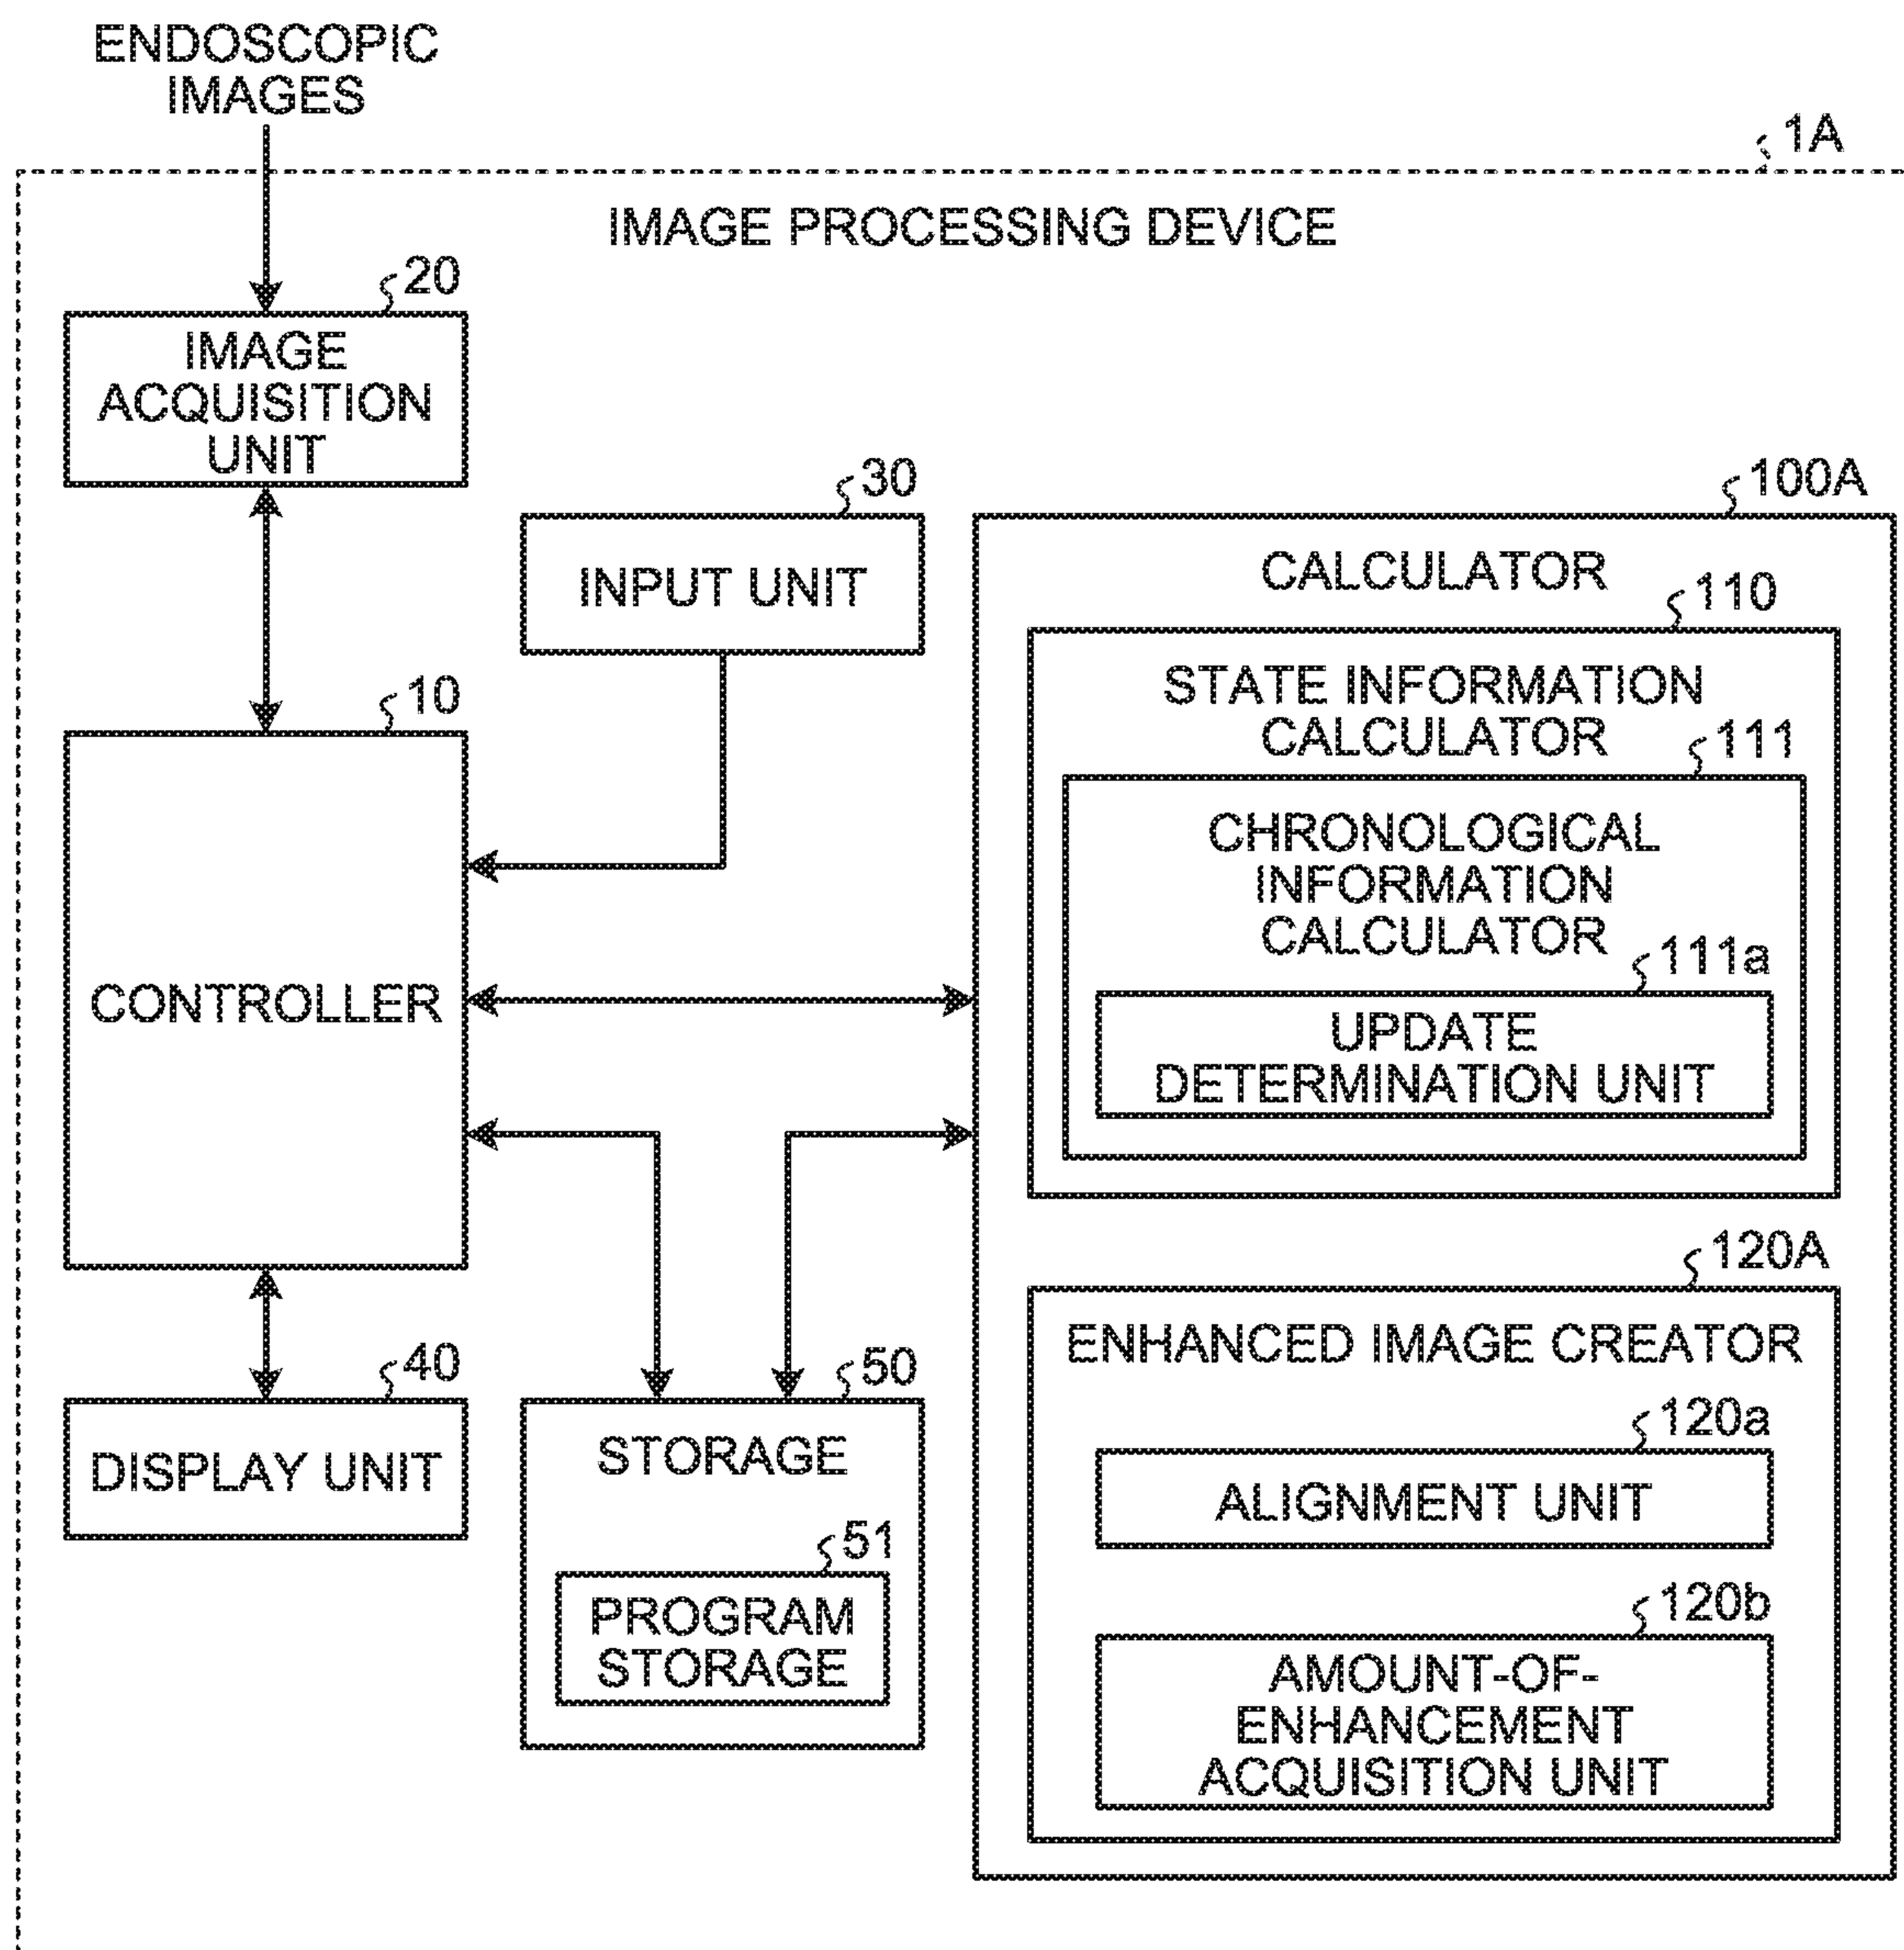 ENDOSCOPIC
IMAGES
1A
IMAGE PROCESSING DEVICE
20
IMAGE
ACQUISITION
UNIT
30
INPUT UNIT
10
CONTROLLER
40
DISPLAY UNIT
50
STORAGE
51
PROGRAM
STORAGE
100A
CALCULATOR
110
STATE INFORMATION
CALCULATOR
111
CHRONOLOGICAL
INFORMATION
CALCULATOR
111a
UPDATE
DETERMINATION UNIT
120A
ENHANCED IMAGE CREATOR
120a
ALIGNMENT UNIT
120b
AMOUNT-OF-
ENHANCEMENT
ACQUISITION UNIT